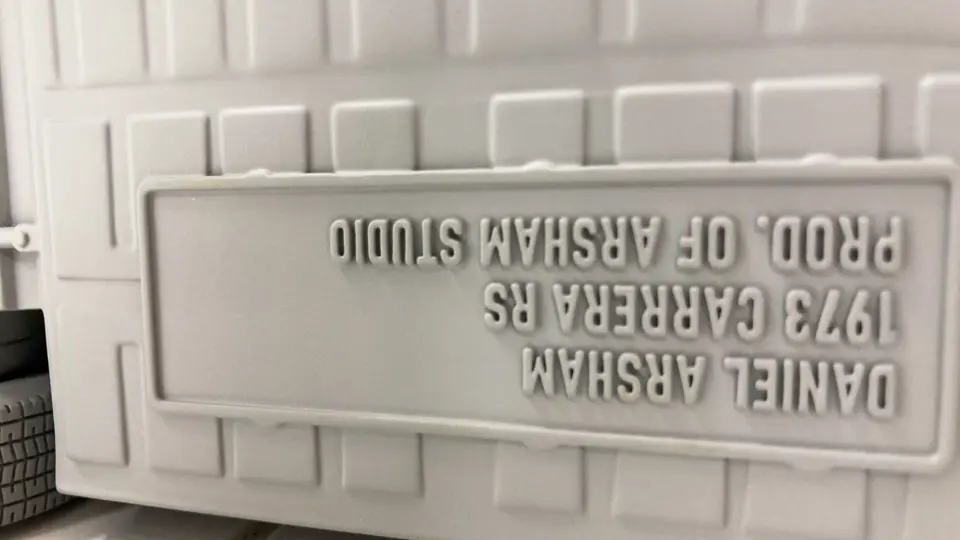 DANIEL ARSHAM
1973 CARRERA RS
PROD. OF ARSHAM STUDIO